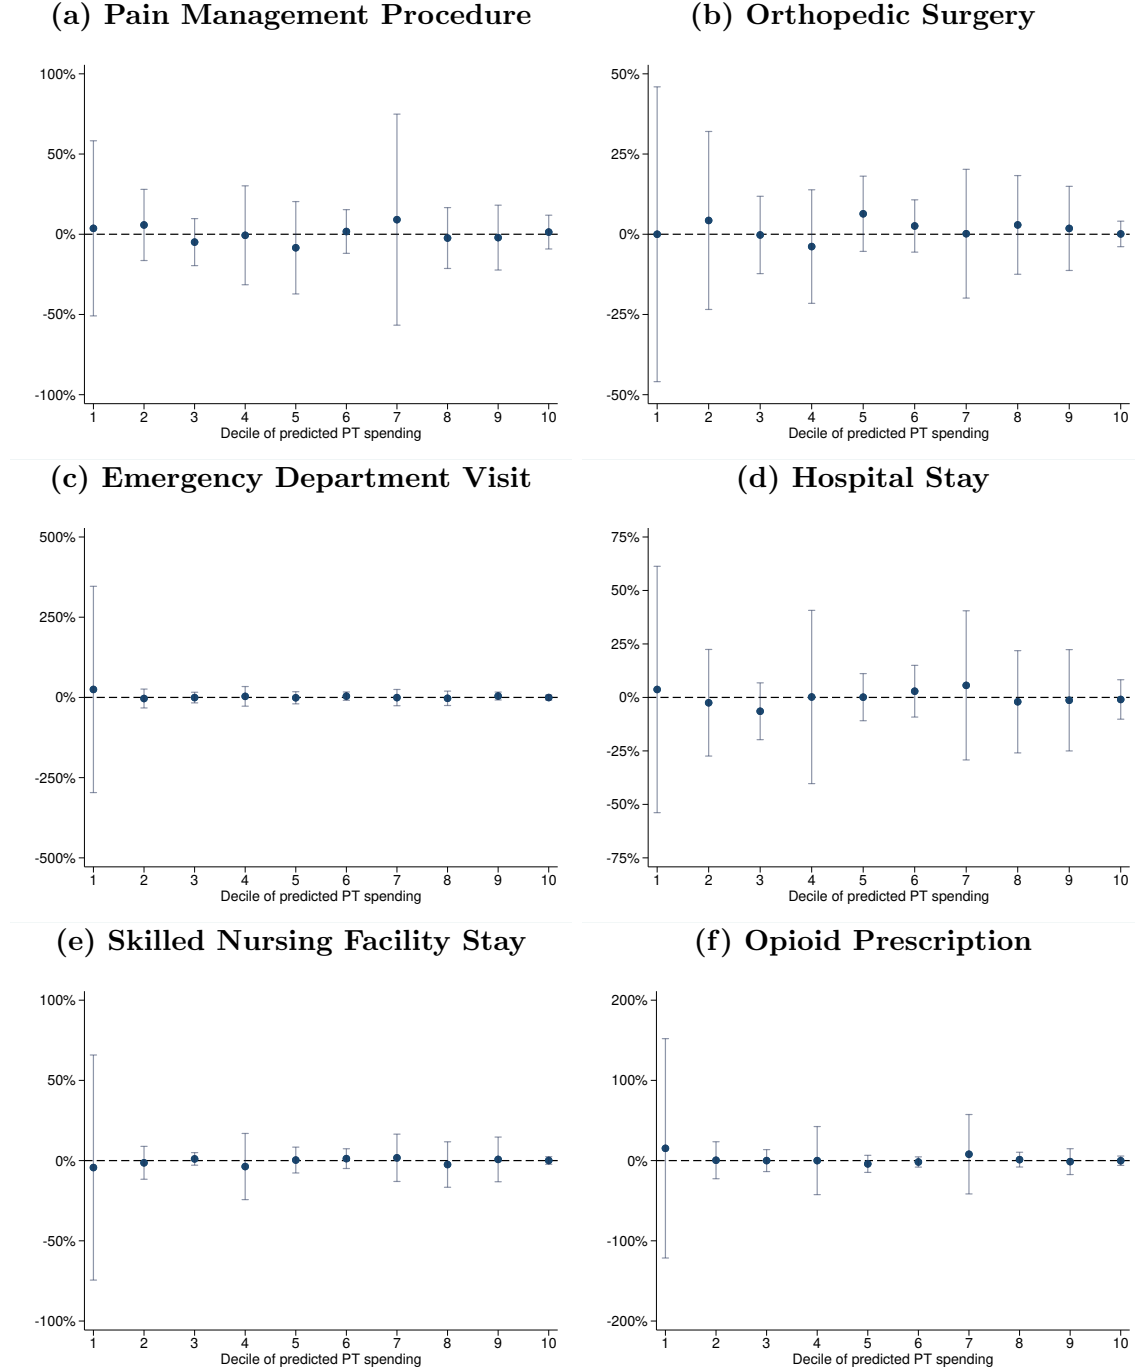 (a) Pain Management Procedure
100%
50%
0%
-50%
-100%
1 2 3 4 5 6 7 8 9 10
Decile of predicted PT spending
(b) Orthopedic Surgery
50%
25%
0%
-25%
-50%
1 2 3 4 5 6 7 8 9 10
Decile of predicted PT spending
(c) Emergency Department Visit
500%
250%
0%
-250%
-500%
1 2 3 4 5 6 7 8 9 10
Decile of predicted PT spending
(d) Hospital Stay
75%
50%
25%
0%
-25%
-50%
-75%
1 2 3 4 5 6 7 8 9 10
Decile of predicted PT spending
(e) Skilled Nursing Facility Stay
100%
50%
0%
-50%
-100%
1 2 3 4 5 6 7 8 9 10
Decile of predicted PT spending
(f) Opioid Prescription
200%
100%
0%
-100%
-200%
1 2 3 4 5 6 7 8 9 10
Decile of predicted PT spending